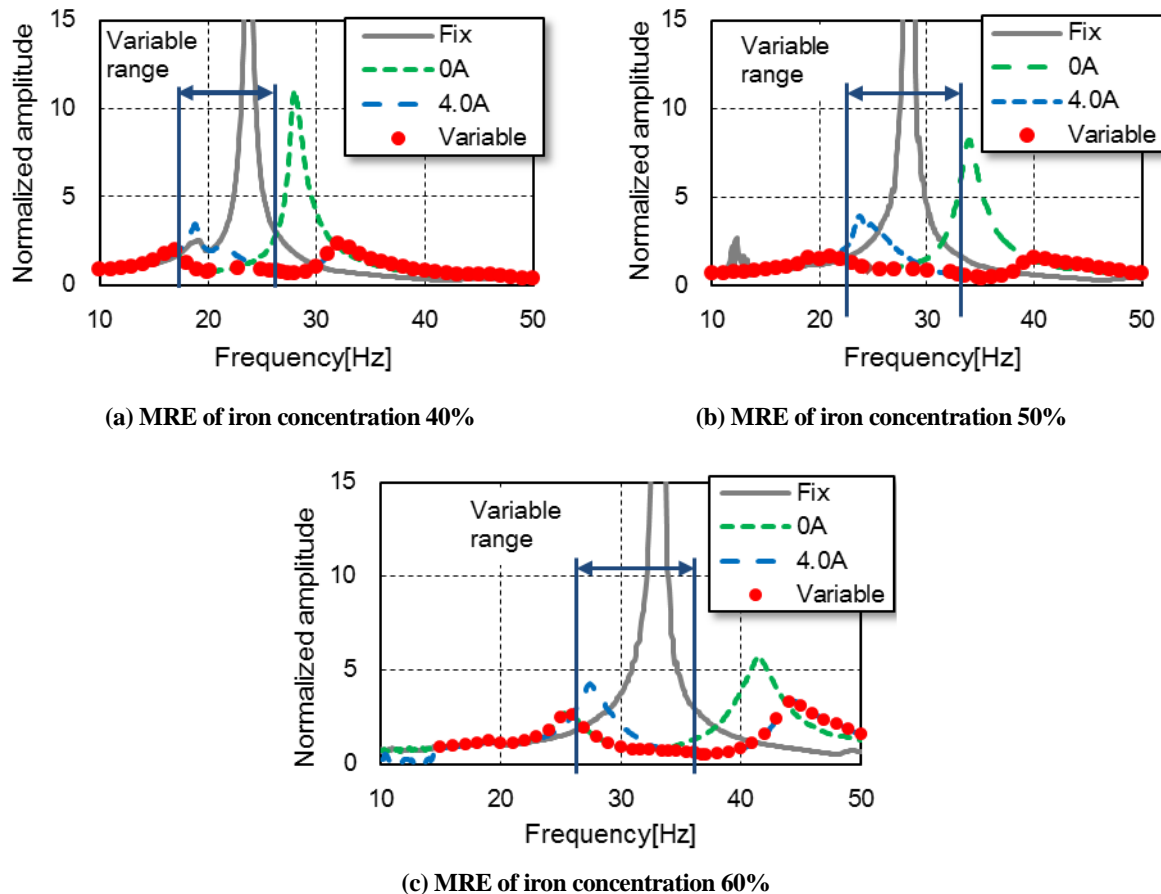 15
10
5
0
Normalized amplitude
Variable
range
Fix
0A
4.0A
Variable
10 20 30 40 50
Frequency[Hz]
(a) MRE of iron concentration 40%
15
10
5
0
Normalized amplitude
Variable
range
Fix
0A
4.0A
Variable
10 20 30 40 50
Frequency[Hz]
(b) MRE of iron concentration 50%
15
10
5
0
Normalized amplitude
Variable
range
Fix
0A
4.0A
Variable
10 20 30 40 50
Frequency[Hz]
(c) MRE of iron concentration 60%